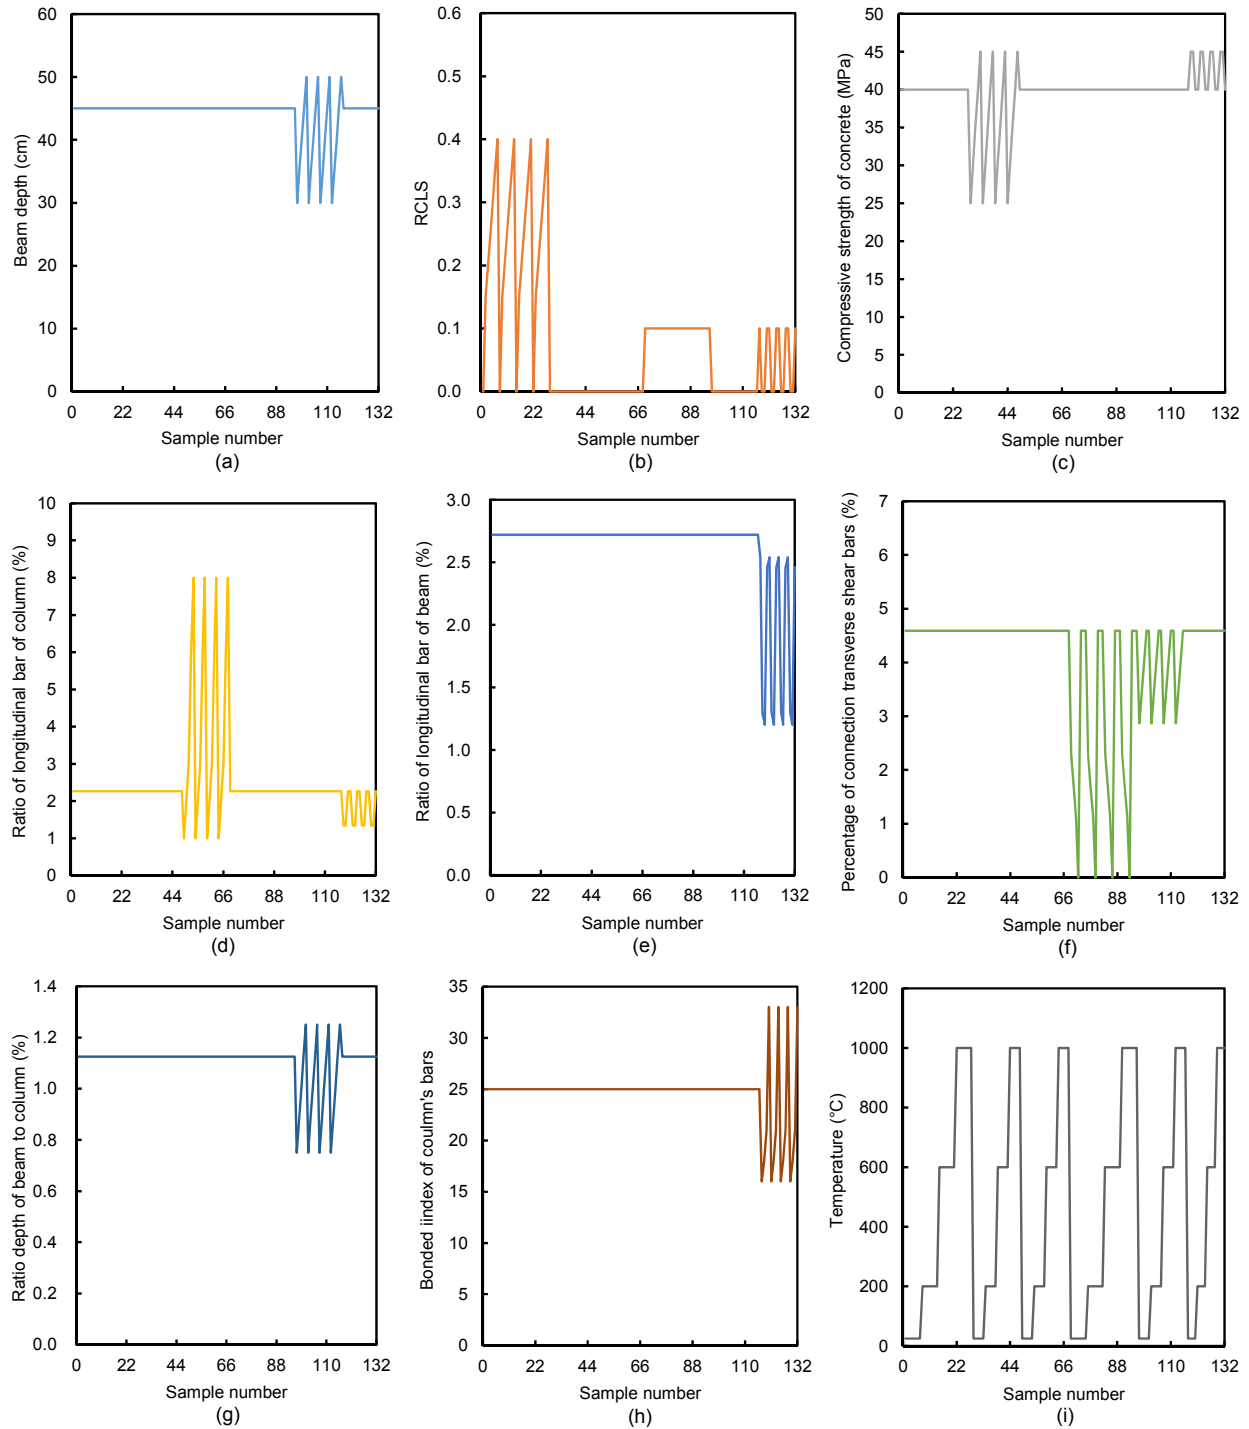 Beam depth (cm)
60
50
40
30
20
10
0
0 22 44 66 88 110 132
Sample number
(a)
RCLS
0.6
0.5
0.4
0.3
0.2
0.1
0.0
0 22 44 66 88 110 132
Sample number
(b)
Compressive strength of concrete (MPa)
50
45
40
35
30
25
20
15
10
5
0
0 22 44 66 88 110 132
Sample number
(c)
Ratio of longitudinal bar of column (%)
10
9
8
7
6
5
4
3
2
1
0
0 22 44 66 88 110 132
Sample number
(d)
Ratio of longitudinal bar of beam (%)
3.0
2.5
2.0
1.5
1.0
0.5
0.0
0 22 44 66 88 110 132
Sample number
(e)
Percentage of connection transverse shear bars (%)
7
6
5
4
3
2
1
0
0 22 44 66 88 110 132
Sample number
(f)
Ratio depth of beam to column (%)
1.4
1.2
1.0
0.8
0.6
0.4
0.2
0.0
0 22 44 66 88 110 132
Sample number
(g)
Bonded iindex of coulmn's bars
35
30
25
20
15
10
5
0
0 22 44 66 88 110 132
Sample number
(h)
Temperature (°C)
1200
1000
800
600
400
200
0
0 22 44 66 88 110 132
Sample number
(i)